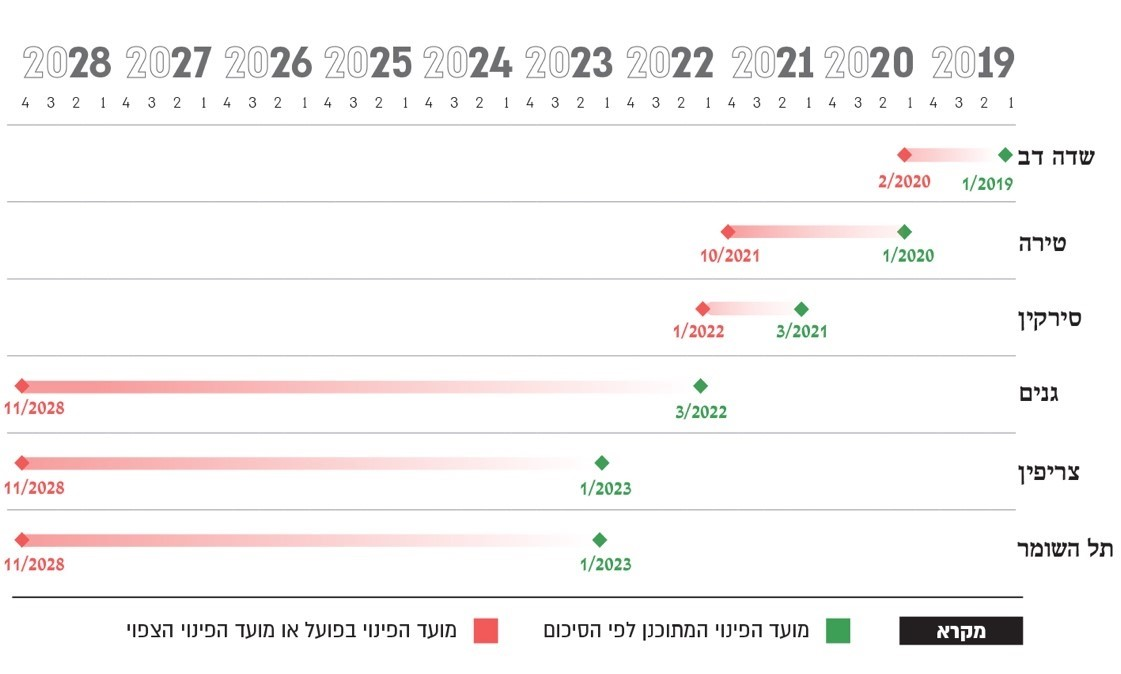 2028 2027 2026 2025 2024 2023 2022 2021 2020 2019
4 3 2 1 4 3 2 1 4 3 2 1 4 3 2 1 4 3 2 1 4 3 2 1 4 3 2 1 4 3 2 1 4 3 2 1 4 3 2 1
שדה דב
1/2019
2/2020
טירה
1/2020
10/2021
סירקין
3/2021
1/2022
גנים
3/2022
11/2028
צריפין
1/2023
11/2028
תל השומר
1/2023
11/2028
מקרא
מועד הפינוי המתוכנן לפי הסיכום
מועד הפינוי בפועל או מועד הפינוי הצפוי